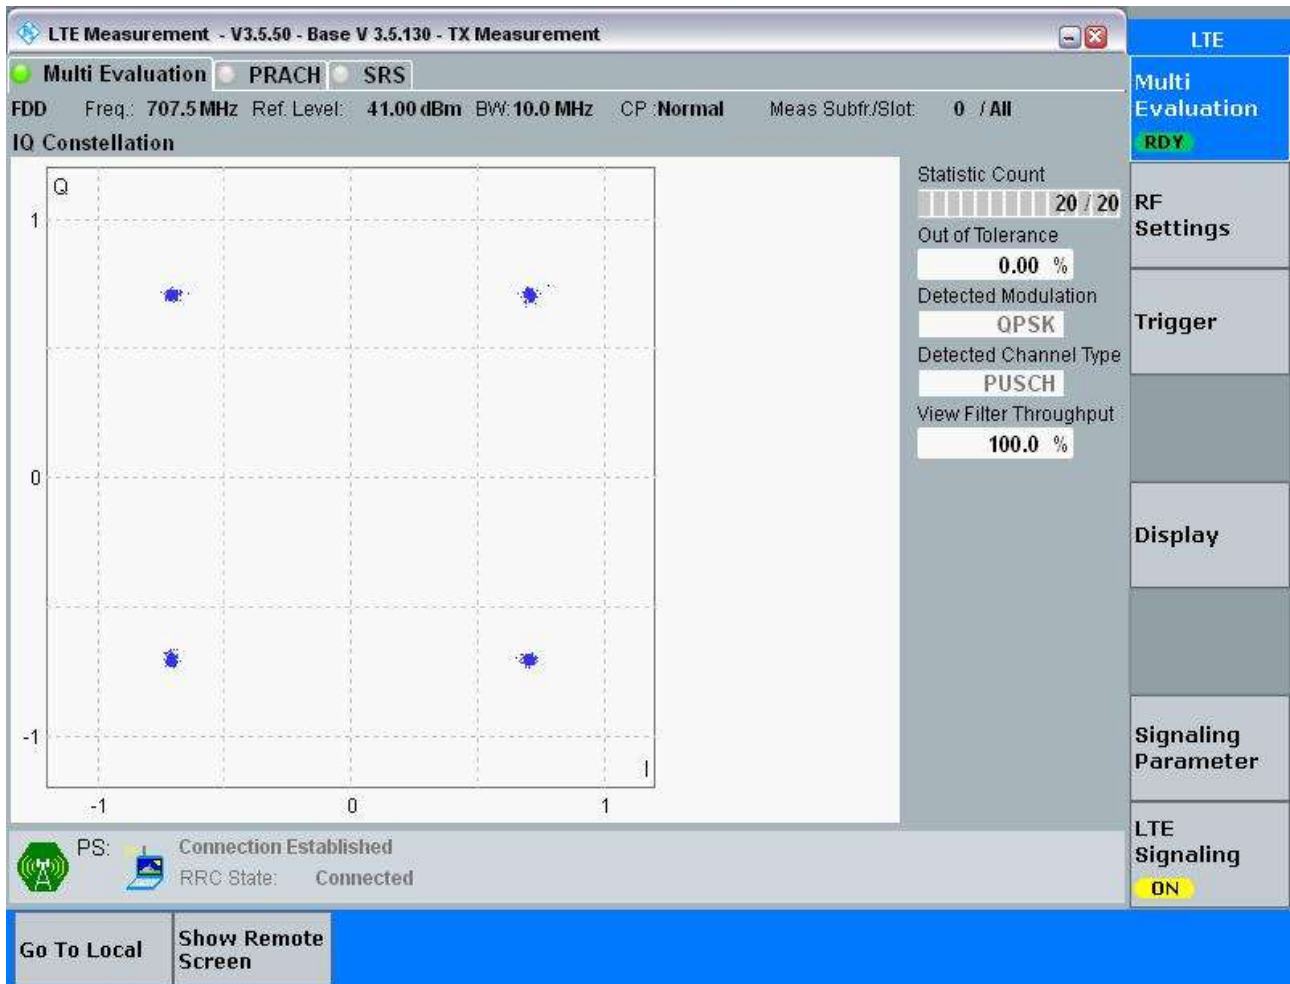 LTE Measurement - V3.5.50 - Base V 3.5.130 - TX Measurement
LTE
Multi Evaluation PRACH SRS
FDD Freq.: 707.5 MHz Ref. Level: 41.00 dBm BW: 10.0 MHz CP :Normal Meas Subfr./Slot: 0 / All
IQ Constellation
Q
1
0
-1
I
-1 0 1
Statistic Count
20 / 20
Out of Tolerance
0.00 %
Detected Modulation
QPSK
Detected Channel Type
PUSCH
View Filter Throughput
100.0 %
Multi
Evaluation
RDY
RF
Settings
Trigger
Display
Signaling
Parameter
LTE
Signaling
ON
PS: Connection Established
RRC State: Connected
Go To Local
Show Remote
Screen